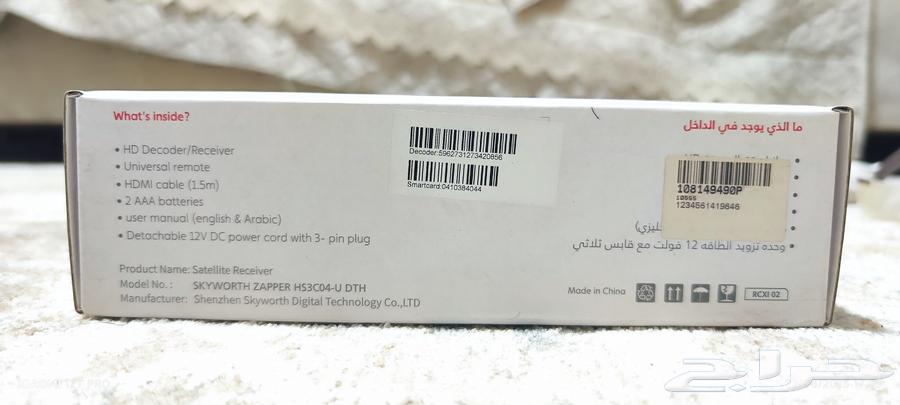 What's inside?
• HD Decoder/Receiver
• Universal remote
• HDMI cable (1.5m)
• 2 AAA batteries
• user manual (english & Arabic)
• Detachable 12V DC power cord with 3- pin plug
Product Name: Satellite Receiver
Model No. : SKYWORTH ZAPPER HS3C04-U DTH
Manufacturer: Shenzhen Skyworth Digital Technology Co.,LTD
Decoder:5962731273420856
Smartcard:0410384044
ما الذي يوجد في الداخل
108149490P
10555
1234561419846
• وحده تزويد الطاقه 12 فولت مع قابس ثلاثي
Made in China
RCXI 02
حراج